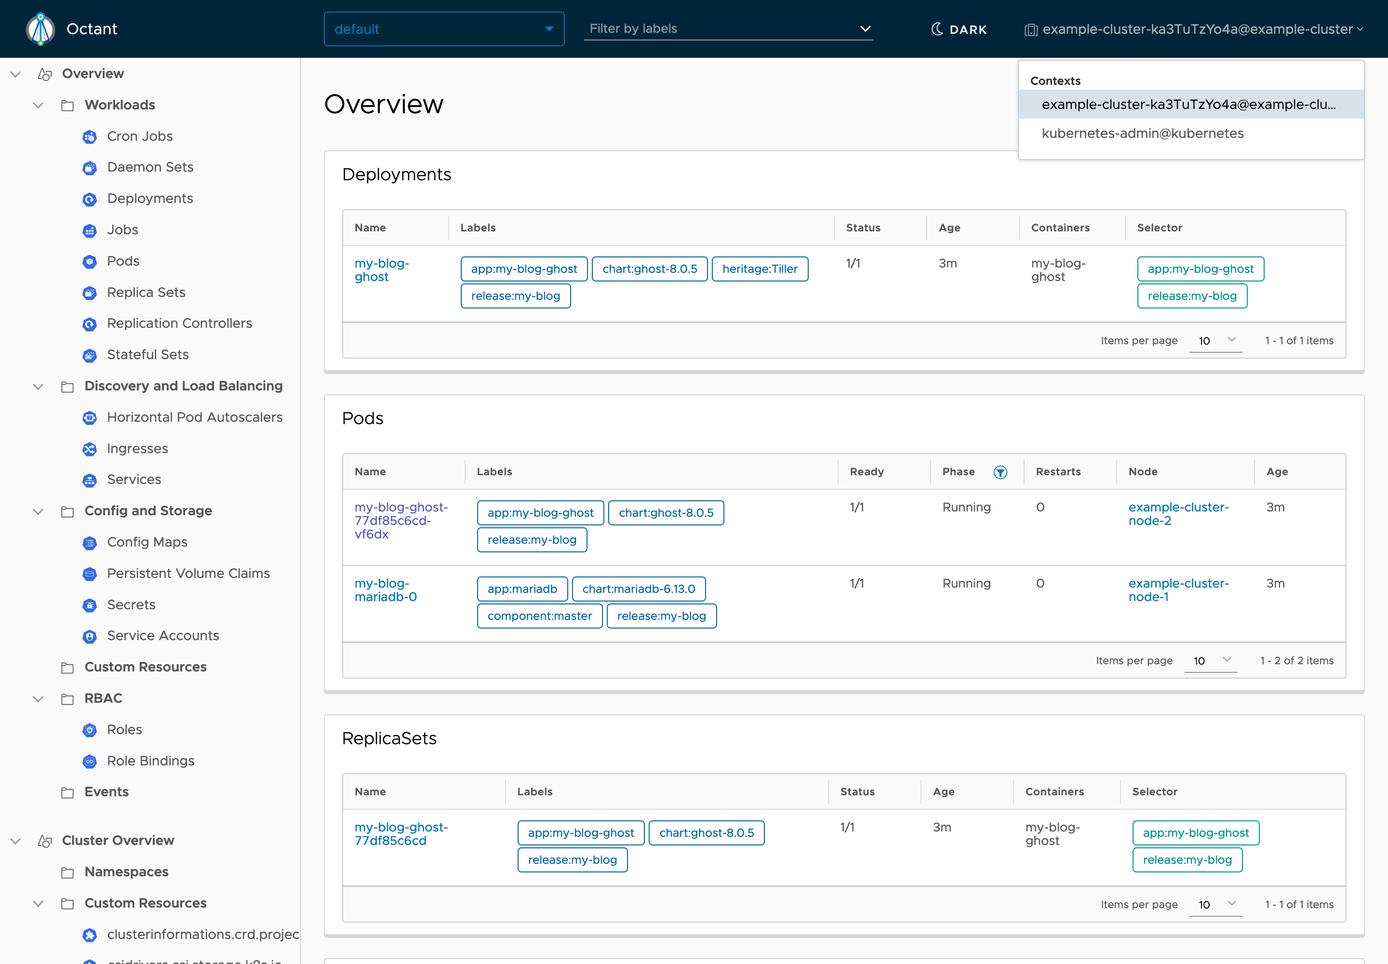 Octant
default
Filter by labels
DARK
example-cluster-ka3TuTzYo4a@example-cluster
Contexts
example-cluster-ka3TuTzYo4a@example-clu...
kubernetes-admin@kubernetes
Overview
Workloads
Cron Jobs
Daemon Sets
Deployments
Jobs
Pods
Replica Sets
Replication Controllers
Stateful Sets
Discovery and Load Balancing
Horizontal Pod Autoscalers
Ingresses
Services
Config and Storage
Config Maps
Persistent Volume Claims
Secrets
Service Accounts
Custom Resources
RBAC
Roles
Role Bindings
Events
Cluster Overview
Namespaces
Custom Resources
clusterinformations.crd.projec
Overview
Deployments
Name Labels Status Age Containers Selector
my-blog-ghost app:my-blog-ghost chart:ghost-8.0.5 heritage:Tiller 1/1 3m my-blog-ghost app:my-blog-ghost
release:my-blog release:my-blog
Items per page 10 1 - 1 of 1 items
Pods
Name Labels Ready Phase Restarts Node Age
my-blog-ghost- app:my-blog-ghost chart:ghost-8.0.5 1/1 Running 0 example-cluster- 3m
77df85c6cd- node-2
vf6dx release:my-blog
my-blog- app:mariadb chart:mariadb-6.13.0 1/1 Running 0 example-cluster- 3m
mariadb-0 component:master release:my-blog node-1
Items per page 10 1 - 2 of 2 items
ReplicaSets
Name Labels Status Age Containers Selector
my-blog-ghost- app:my-blog-ghost chart:ghost-8.0.5 1/1 3m my-blog- app:my-blog-ghost
77df85c6cd release:my-blog ghost release:my-blog
Items per page 10 1 - 1 of 1 items